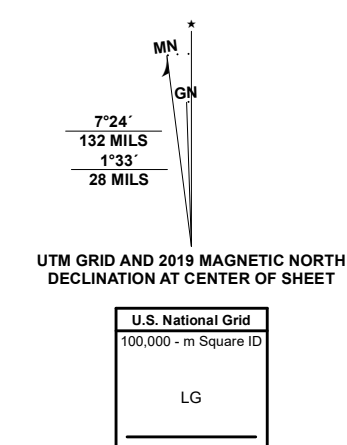 ★
MN
GN
7°24´
132 MILS
1°33´
28 MILS
UTM GRID AND 2019 MAGNETIC NORTH
DECLINATION AT CENTER OF SHEET
U.S. National Grid
100,000 - m Square ID
LG